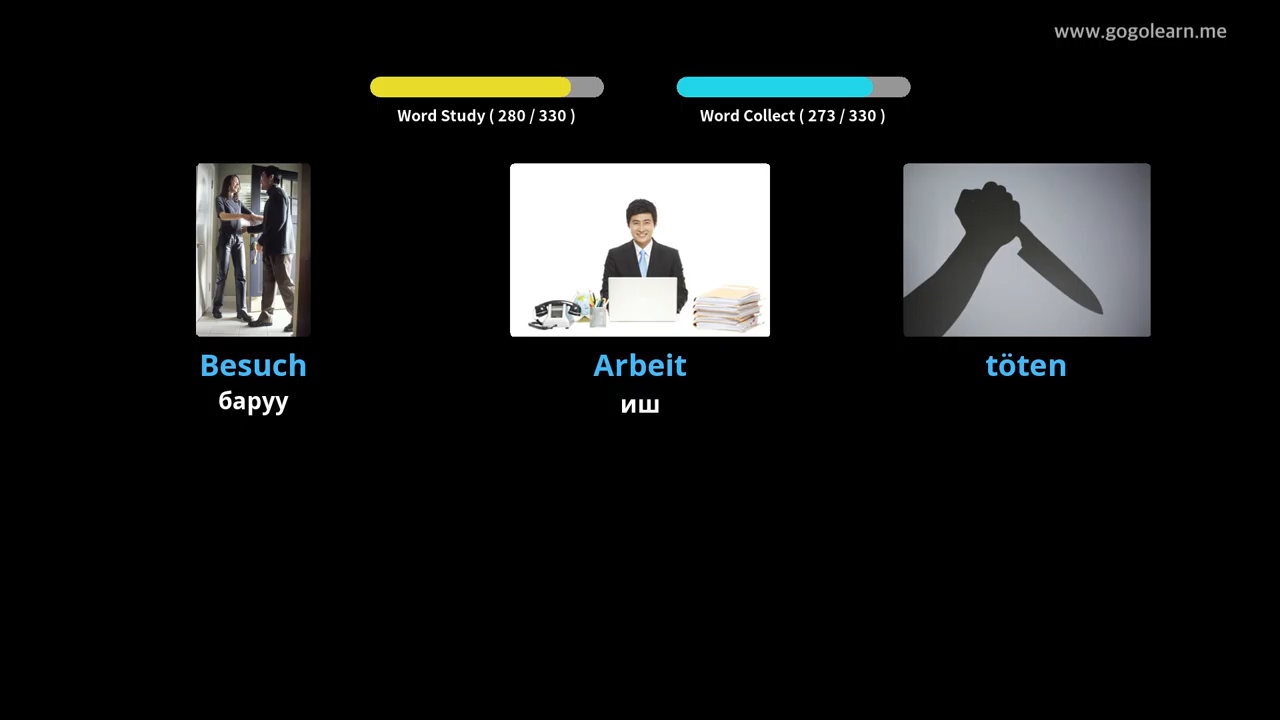 www.gogolearn.me
Word Study ( 280 / 330 )
Word Collect ( 273 / 330 )
Besuch
баруу
Arbeit
иш
töten